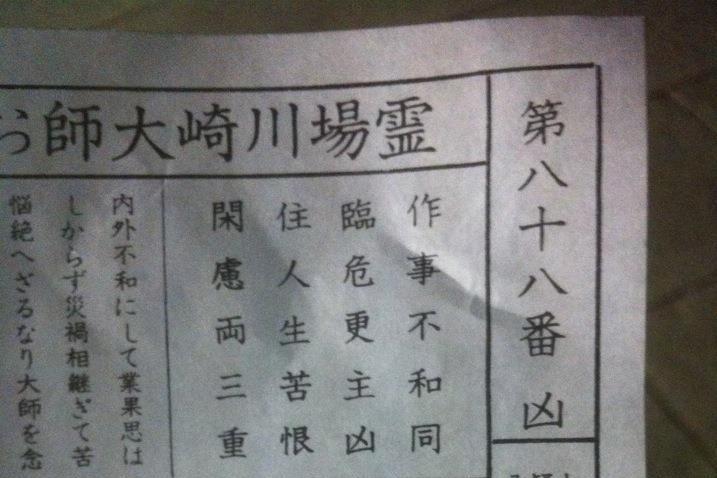 第八十八番 凶
霊場川崎大師
作事不和同
臨危更主凶
住人生苦恨
閑慮両三重
内外不和にして業果思は
しからず災禍相継ぎて苦
悩絶へざるなり大師を念